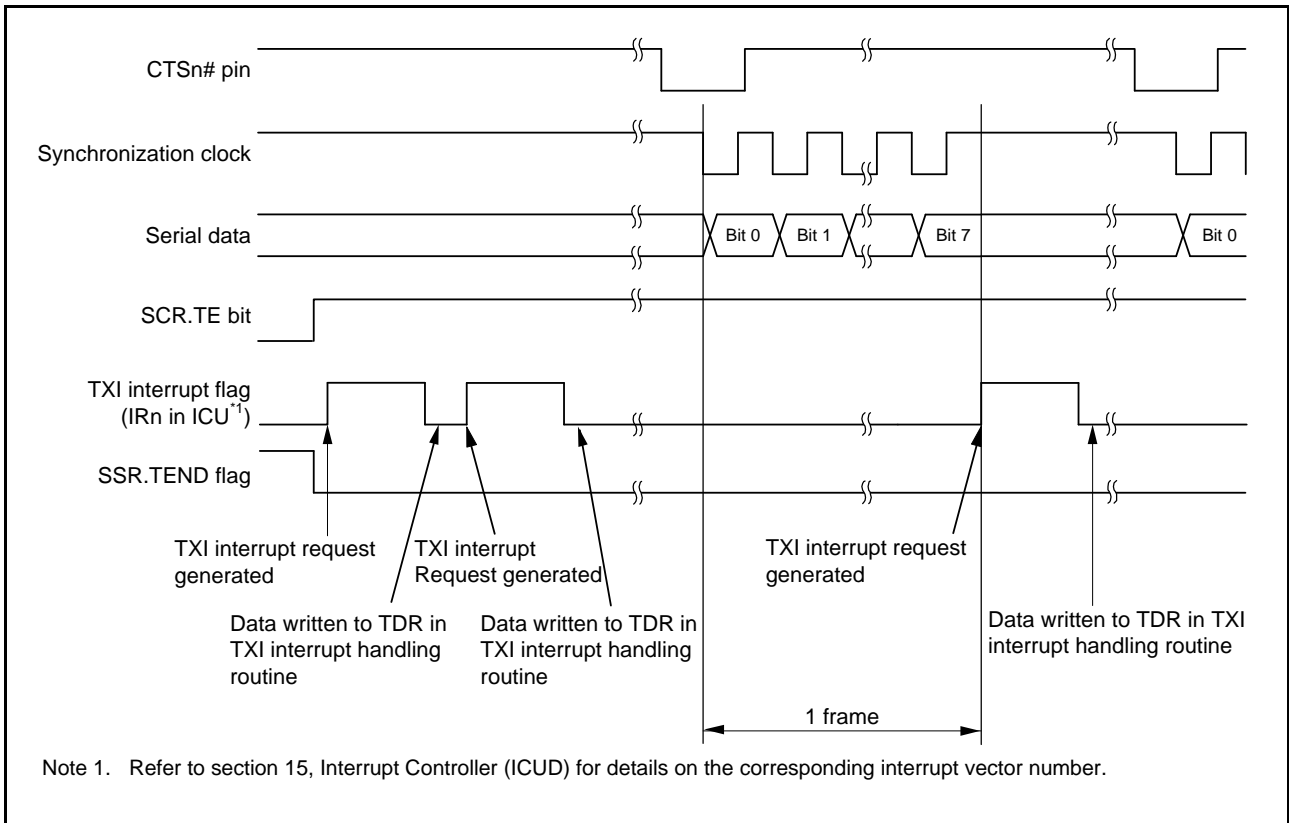 CTSn# pin
Synchronization clock
Serial data
Bit 0
Bit 1
Bit 7
Bit 0
SCR.TE bit
TXI interrupt flag
(IRn in ICU*1)
SSR.TEND flag
TXI interrupt request
generated
TXI interrupt
Request generated
TXI interrupt request
generated
Data written to TDR in
TXI interrupt handling
routine
Data written to TDR in
TXI interrupt handling
routine
Data written to TDR in TXI
interrupt handling routine
1 frame
Note 1. Refer to section 15, Interrupt Controller (ICUD) for details on the corresponding interrupt vector number.